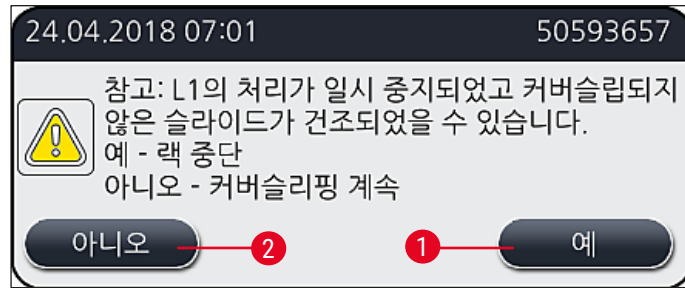 24.04.2018 07:01 50593657
참고: L1의 처리가 일시 중지되었고 커버슬립되지
않은 슬라이드가 건조되었을 수 있습니다.
예 - 랙 중단
아니오 - 커버슬리핑 계속
아니오 2 1 예